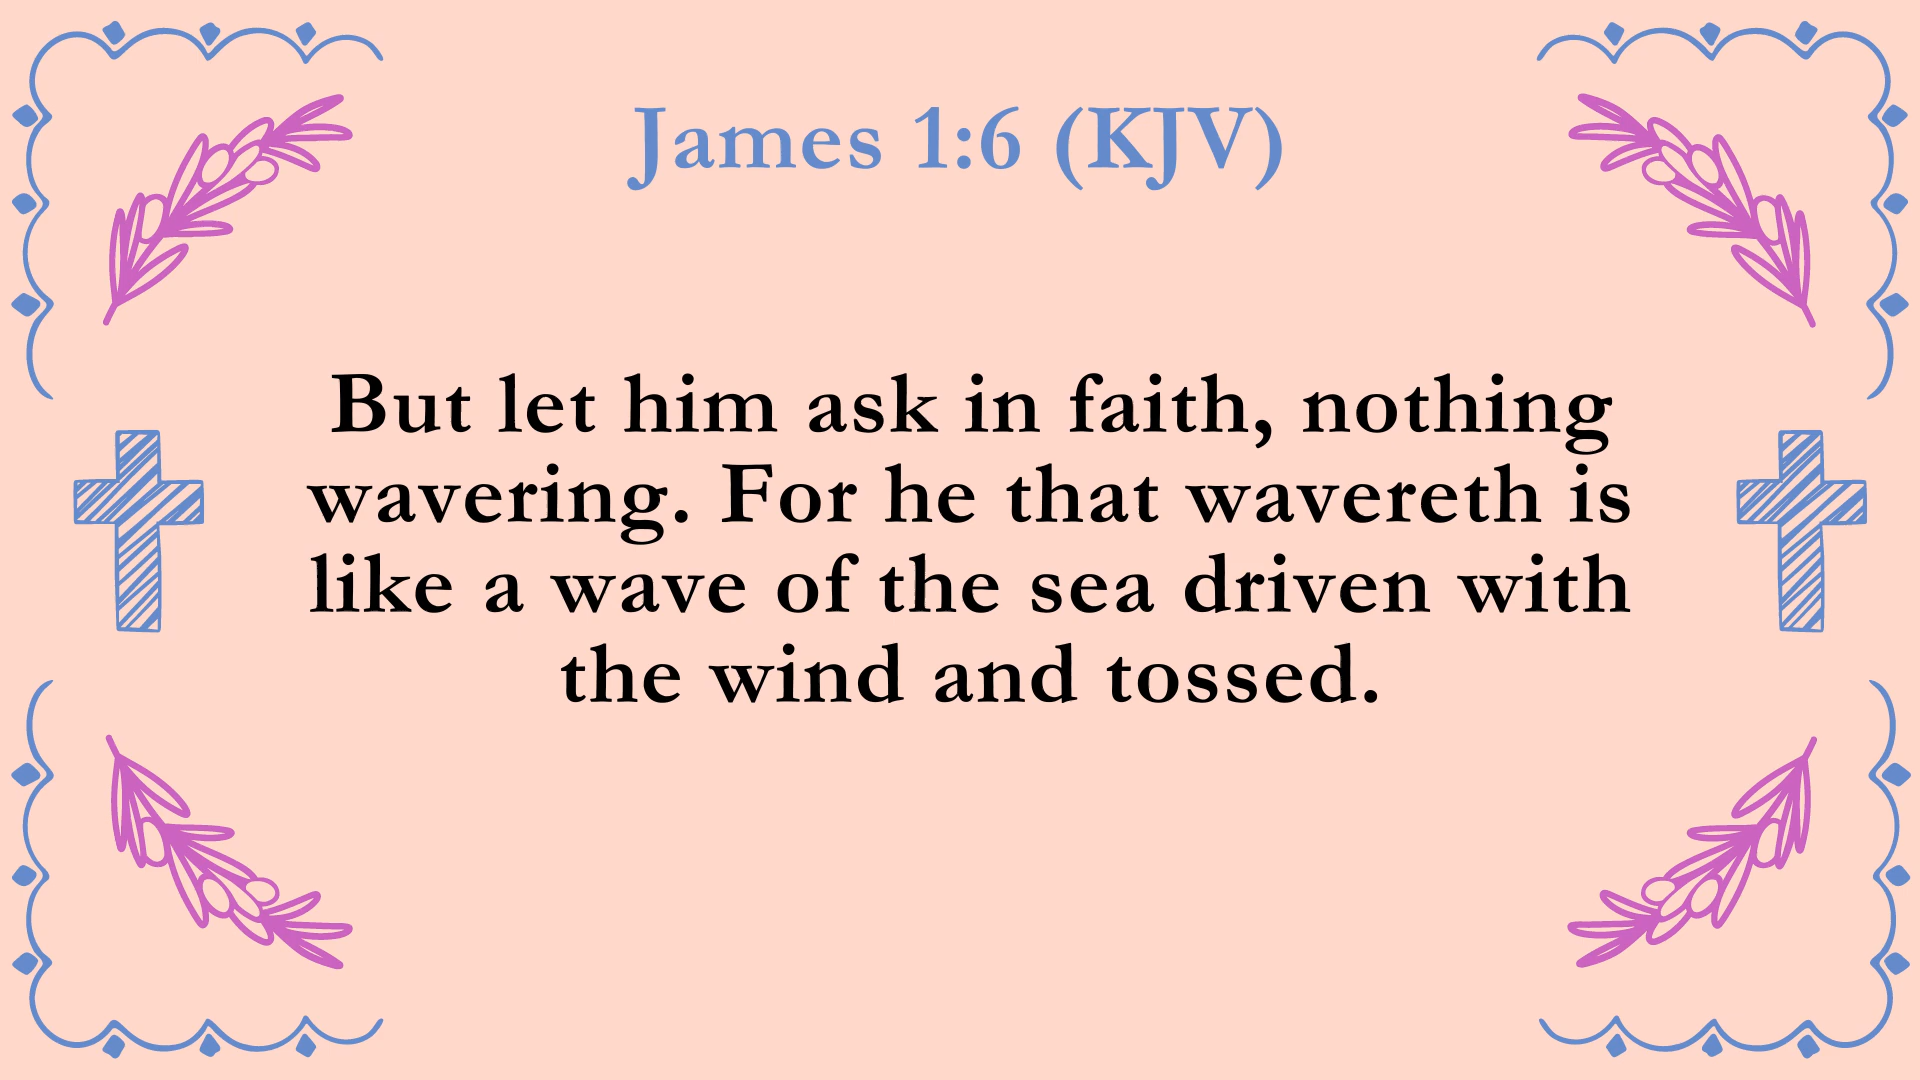 James 1:6 (KJV)
But let him ask in faith, nothing
wavering. For he that wavereth is
like a wave of the sea driven with
the wind and tossed.